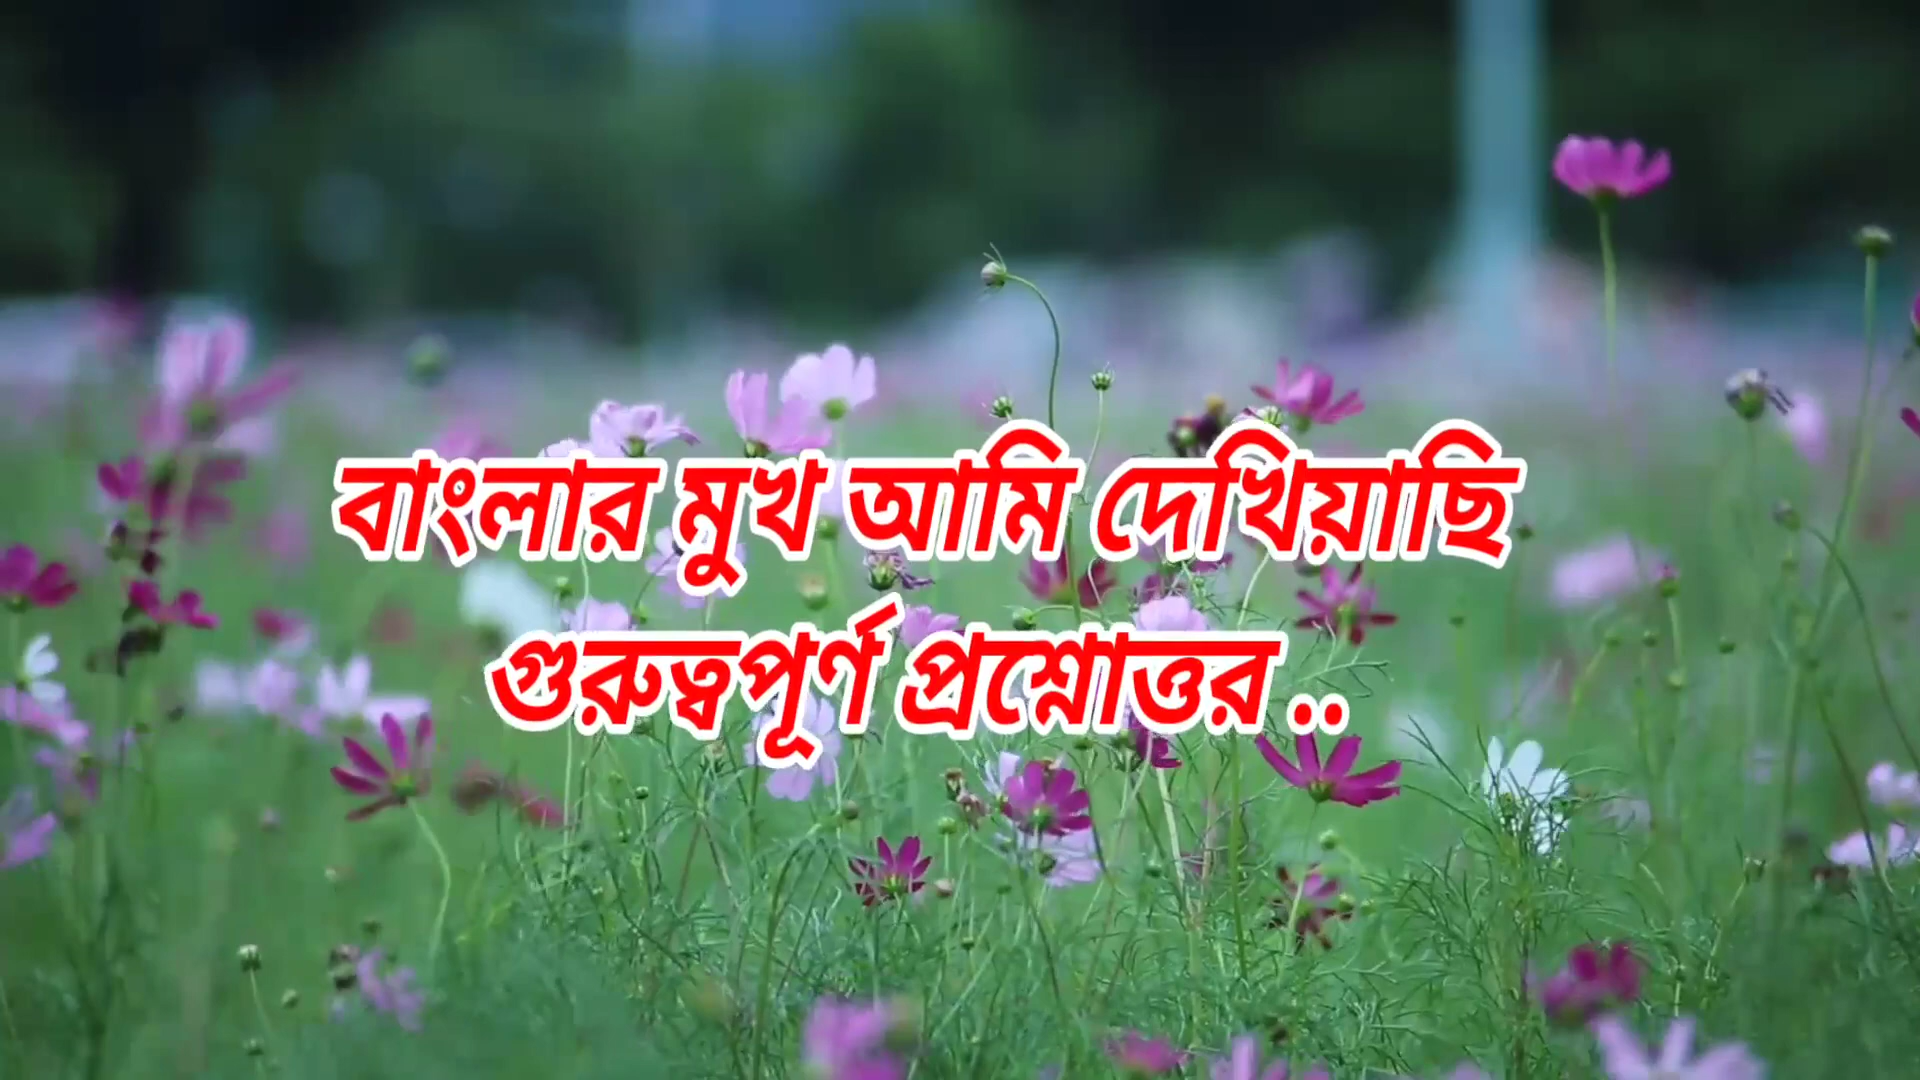 বাংলার মুখ আমি দেখিয়াছি
গুরুত্বপূর্ণ প্রশ্নোত্তর ..